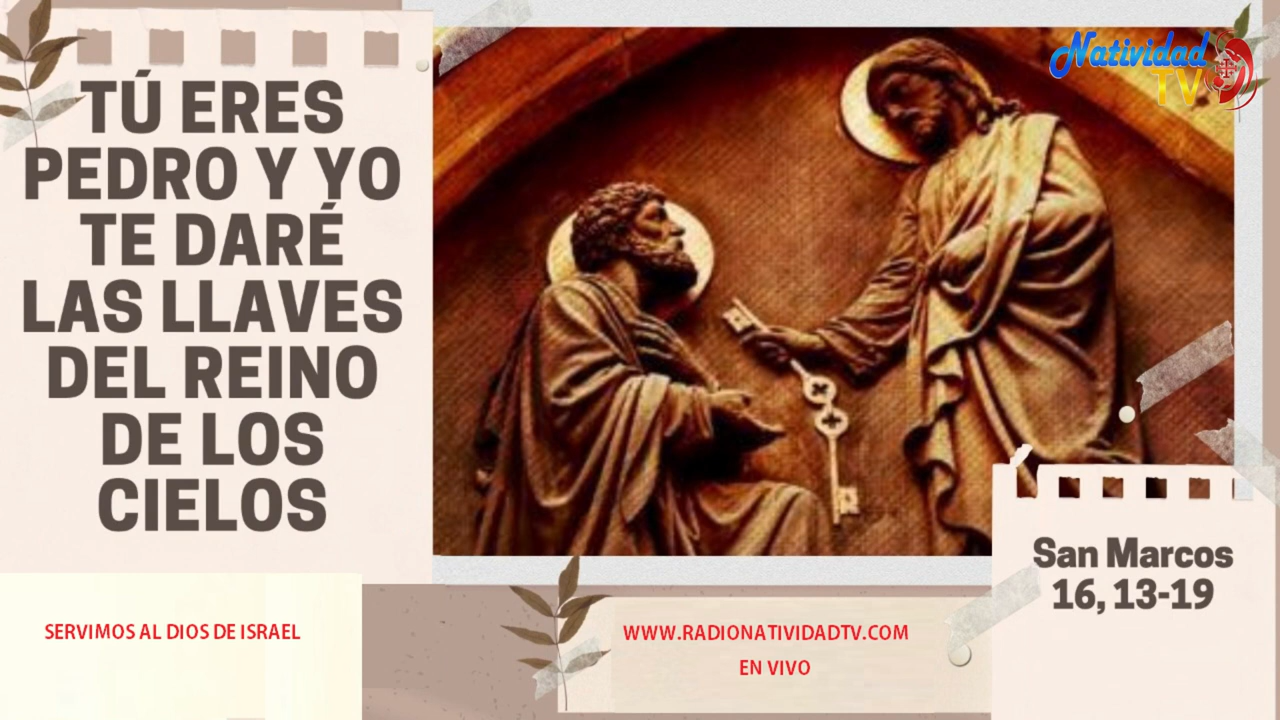 TÚ ERES
PEDRO Y YO
TE DARÉ
LAS LLAVES
DEL REINO
DE LOS
CIELOS
Natividad
TV
San Marcos
16, 13-19
SERVIMOS AL DIOS DE ISRAEL
WWW.RADIONATIVIDADTV.COM
EN VIVO